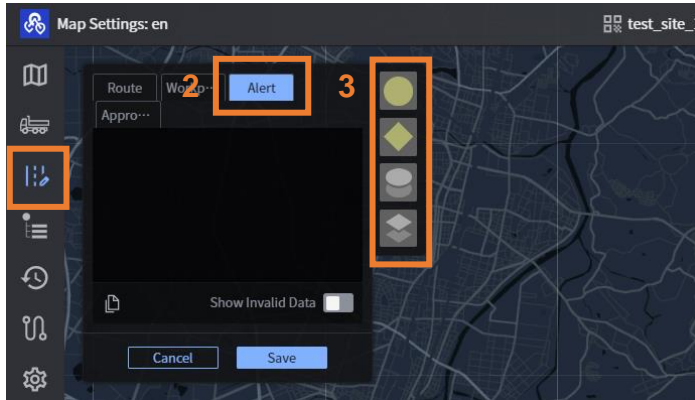 Map Settings: en
test_site_
Route
Workp…
2
Alert
3
Appro…
Show Invalid Data
Cancel
Save